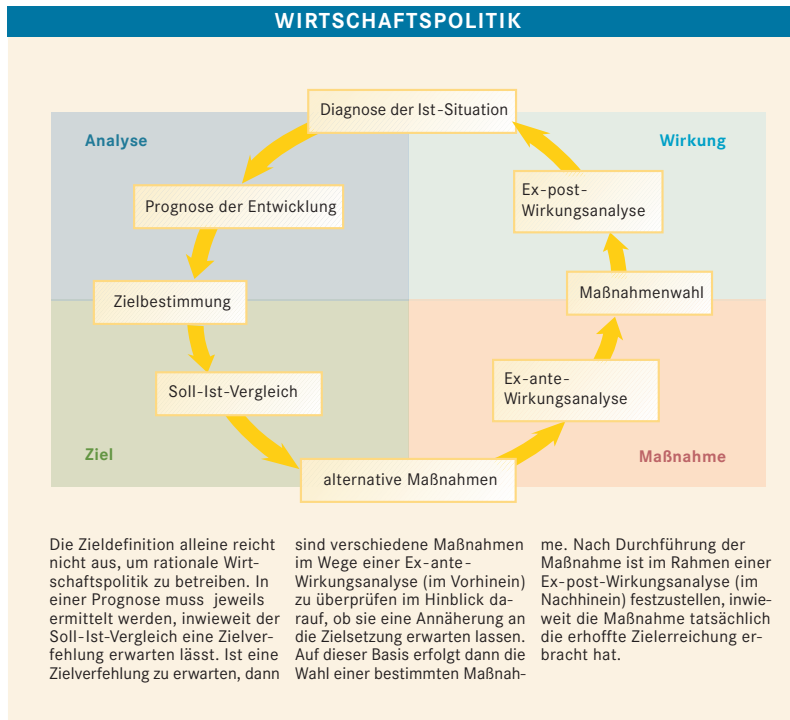 WIRTSCHAFTSPOLITIK
Diagnose der Ist-Situation
Analyse
Wirkung
Prognose der Entwicklung
Ex-post-
Wirkungsanalyse
Zielbestimmung
Maßnahmenwahl
Soll-Ist-Vergleich
Ex-ante-
Wirkungsanalyse
Ziel
Maßnahme
alternative Maßnahmen
Die Zieldefinition alleine reicht
nicht aus, um rationale Wirt-
schaftspolitik zu betreiben. In
einer Prognose muss jeweils
ermittelt werden, inwieweit der
Soll-Ist-Vergleich eine Zielver-
fehlung erwarten lässt. Ist eine
Zielverfehlung zu erwarten, dann
sind verschiedene Maßnahmen
im Wege einer Ex-ante-
Wirkungsanalyse (im Vorhinein)
zu überprüfen im Hinblick da-
rauf, ob sie eine Annäherung an
die Zielsetzung erwarten lassen.
Auf dieser Basis erfolgt dann die
Wahl einer bestimmten Maßnah-
me. Nach Durchführung der
Maßnahme ist im Rahmen einer
Ex-post-Wirkungsanalyse (im
Nachhinein) festzustellen, inwie-
weit die Maßnahme tatsächlich
die erhoffte Zielerreichung er-
bracht hat.